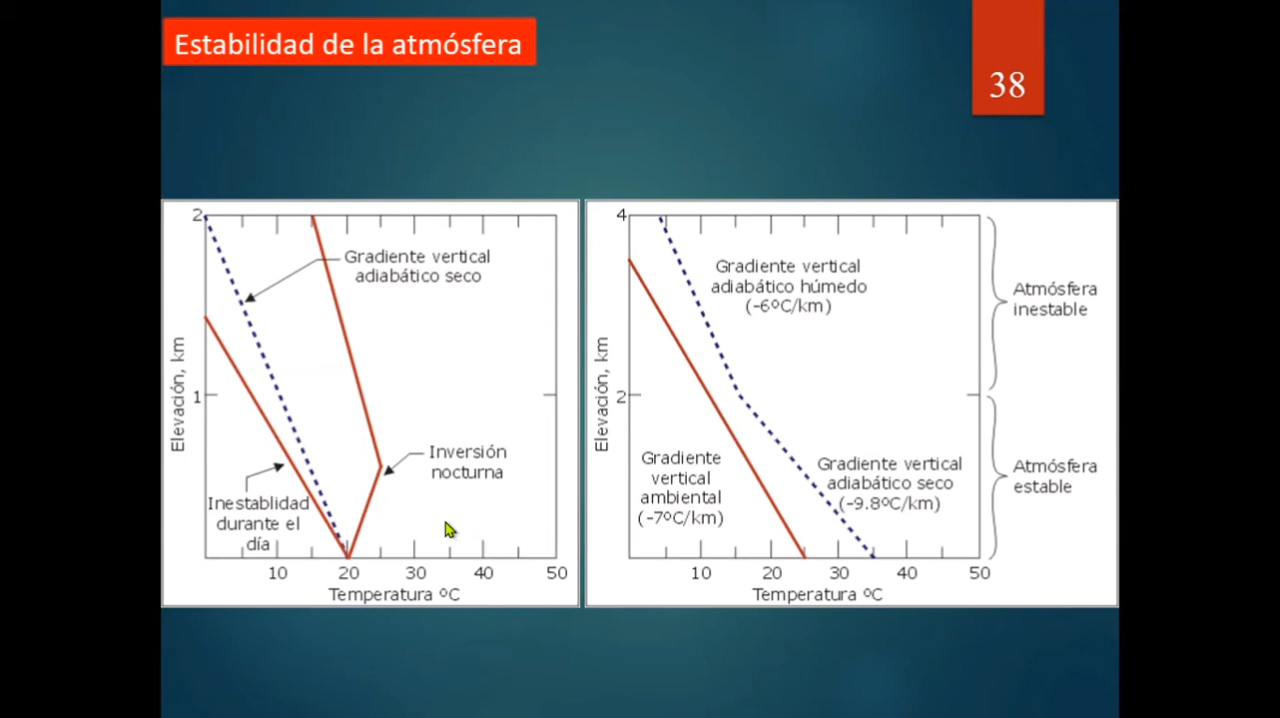 Estabilidad de la atmósfera
38
2
Gradiente vertical
adiabático seco
Elevación, km
1
Inversión
nocturna
Inestablidad
durante el
día
10 20 30 40 50
Temperatura ºC
4
Gradiente vertical
adiabático húmedo
(-6ºC/km)
Atmósfera
inestable
Elevación, km
2
Gradiente
vertical
ambiental
(-7ºC/km)
Gradiente vertical
adiabático seco
(-9.8ºC/km)
Atmósfera
estable
10 20 30 40 50
Temperatura ºC